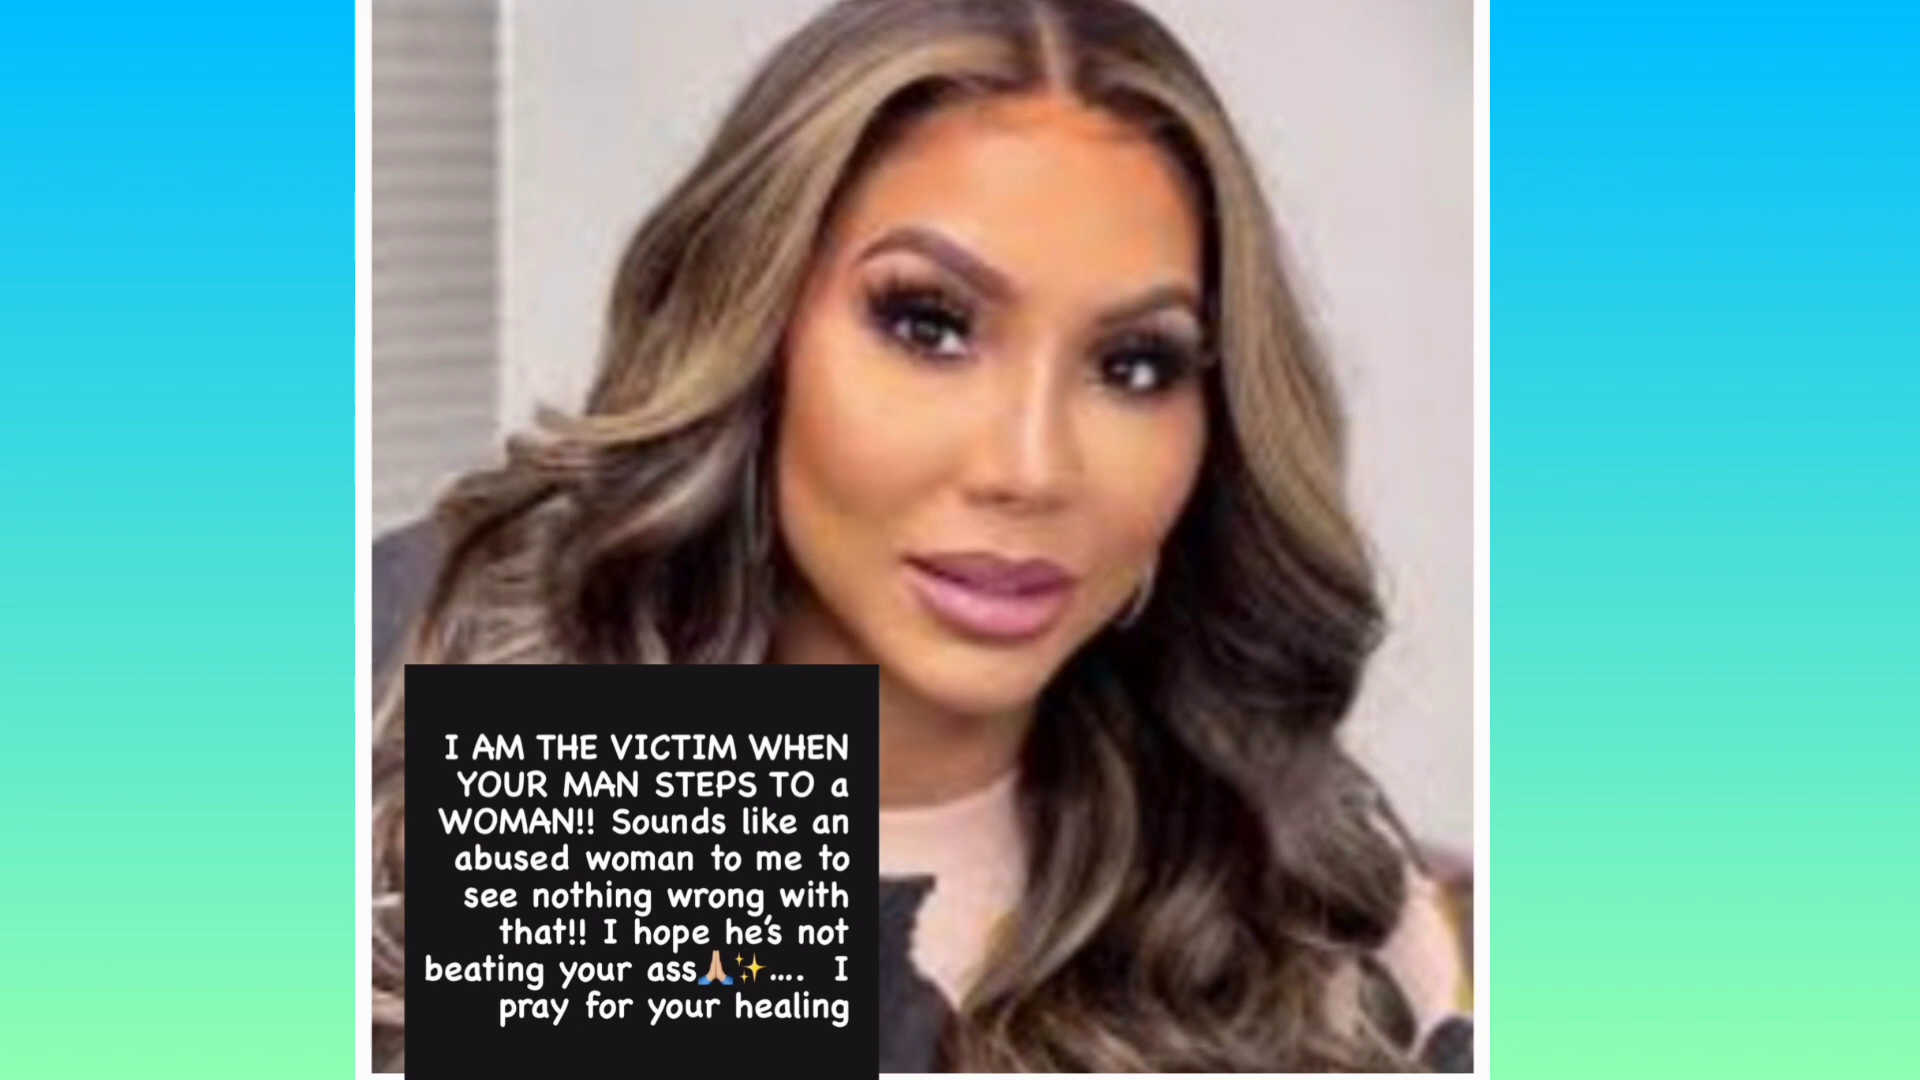 I AM THE VICTIM WHEN
YOUR MAN STEPS TO a
WOMAN!! Sounds like an
abused woman to me to
see nothing wrong with
that!! I hope he's not
beating your ass🙏🏼✨.... I
pray for your healing